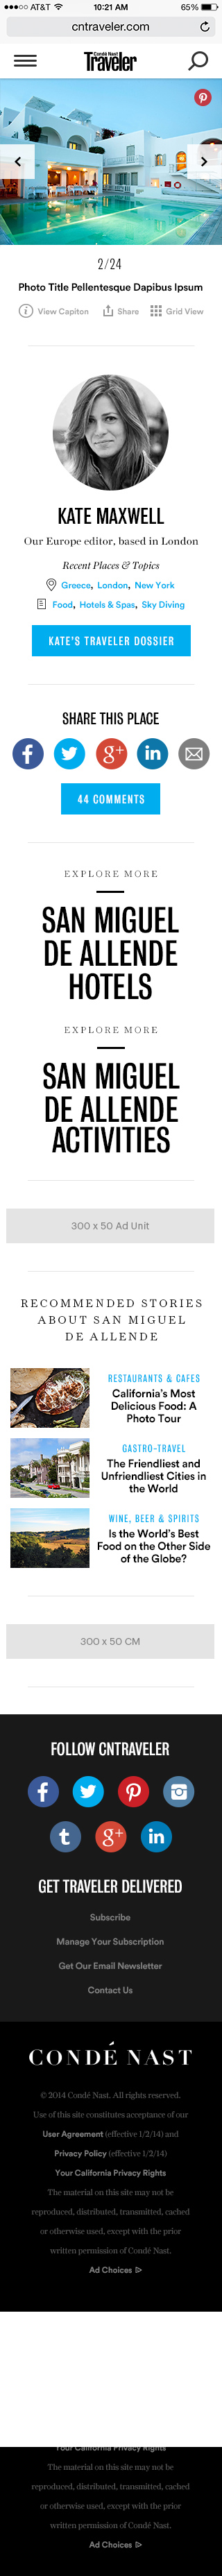 AT&T 10:21 AM 65%
cntraveler.com
Condé Nast
Traveler
2/24
Photo Title Pellentesque Dapibus Ipsum
View Capiton Share Grid View
KATE MAXWELL
Our Europe editor, based in London
Recent Places & Topics
Greece, London, New York
Food, Hotels & Spas, Sky Diving
KATE'S TRAVELER DOSSIER
SHARE THIS PLACE
f g+ in
44 COMMENTS
EXPLORE MORE
SAN MIGUEL
DE ALLENDE
HOTELS
EXPLORE MORE
SAN MIGUEL
DE ALLENDE
ACTIVITIES
300 x 50 Ad Unit
RECOMMENDED STORIES
ABOUT SAN MIGUEL
DE ALLENDE
RESTAURANTS & CAFES
California's Most
Delicious Food: A
Photo Tour
GASTRO-TRAVEL
The Friendliest and
Unfriendliest Cities in
the World
WINE, BEER & SPIRITS
Is the World's Best
Food on the Other Side
of the Globe?
300 x 50 CM
FOLLOW CNTRAVELER
f
t g+ in
GET TRAVELER DELIVERED
Subscribe
Manage Your Subscription
Get Our Email Newsletter
Contact Us
CONDÉ NAST
© 2014 Condé Nast. All rights reserved.
Use of this site constitutes acceptance of our
User Agreement (effective 1/2/14) and
Privacy Policy (effective 1/2/14)
Your California Privacy Rights
The material on this site may not be
reproduced, distributed, transmitted, cached
or otherwise used, except with the prior
written permission of Condé Nast.
Ad Choices
Your California Privacy Rights
The material on this site may not be
reproduced, distributed, transmitted, cached
or otherwise used, except with the prior
written permission of Condé Nast.
Ad Choices